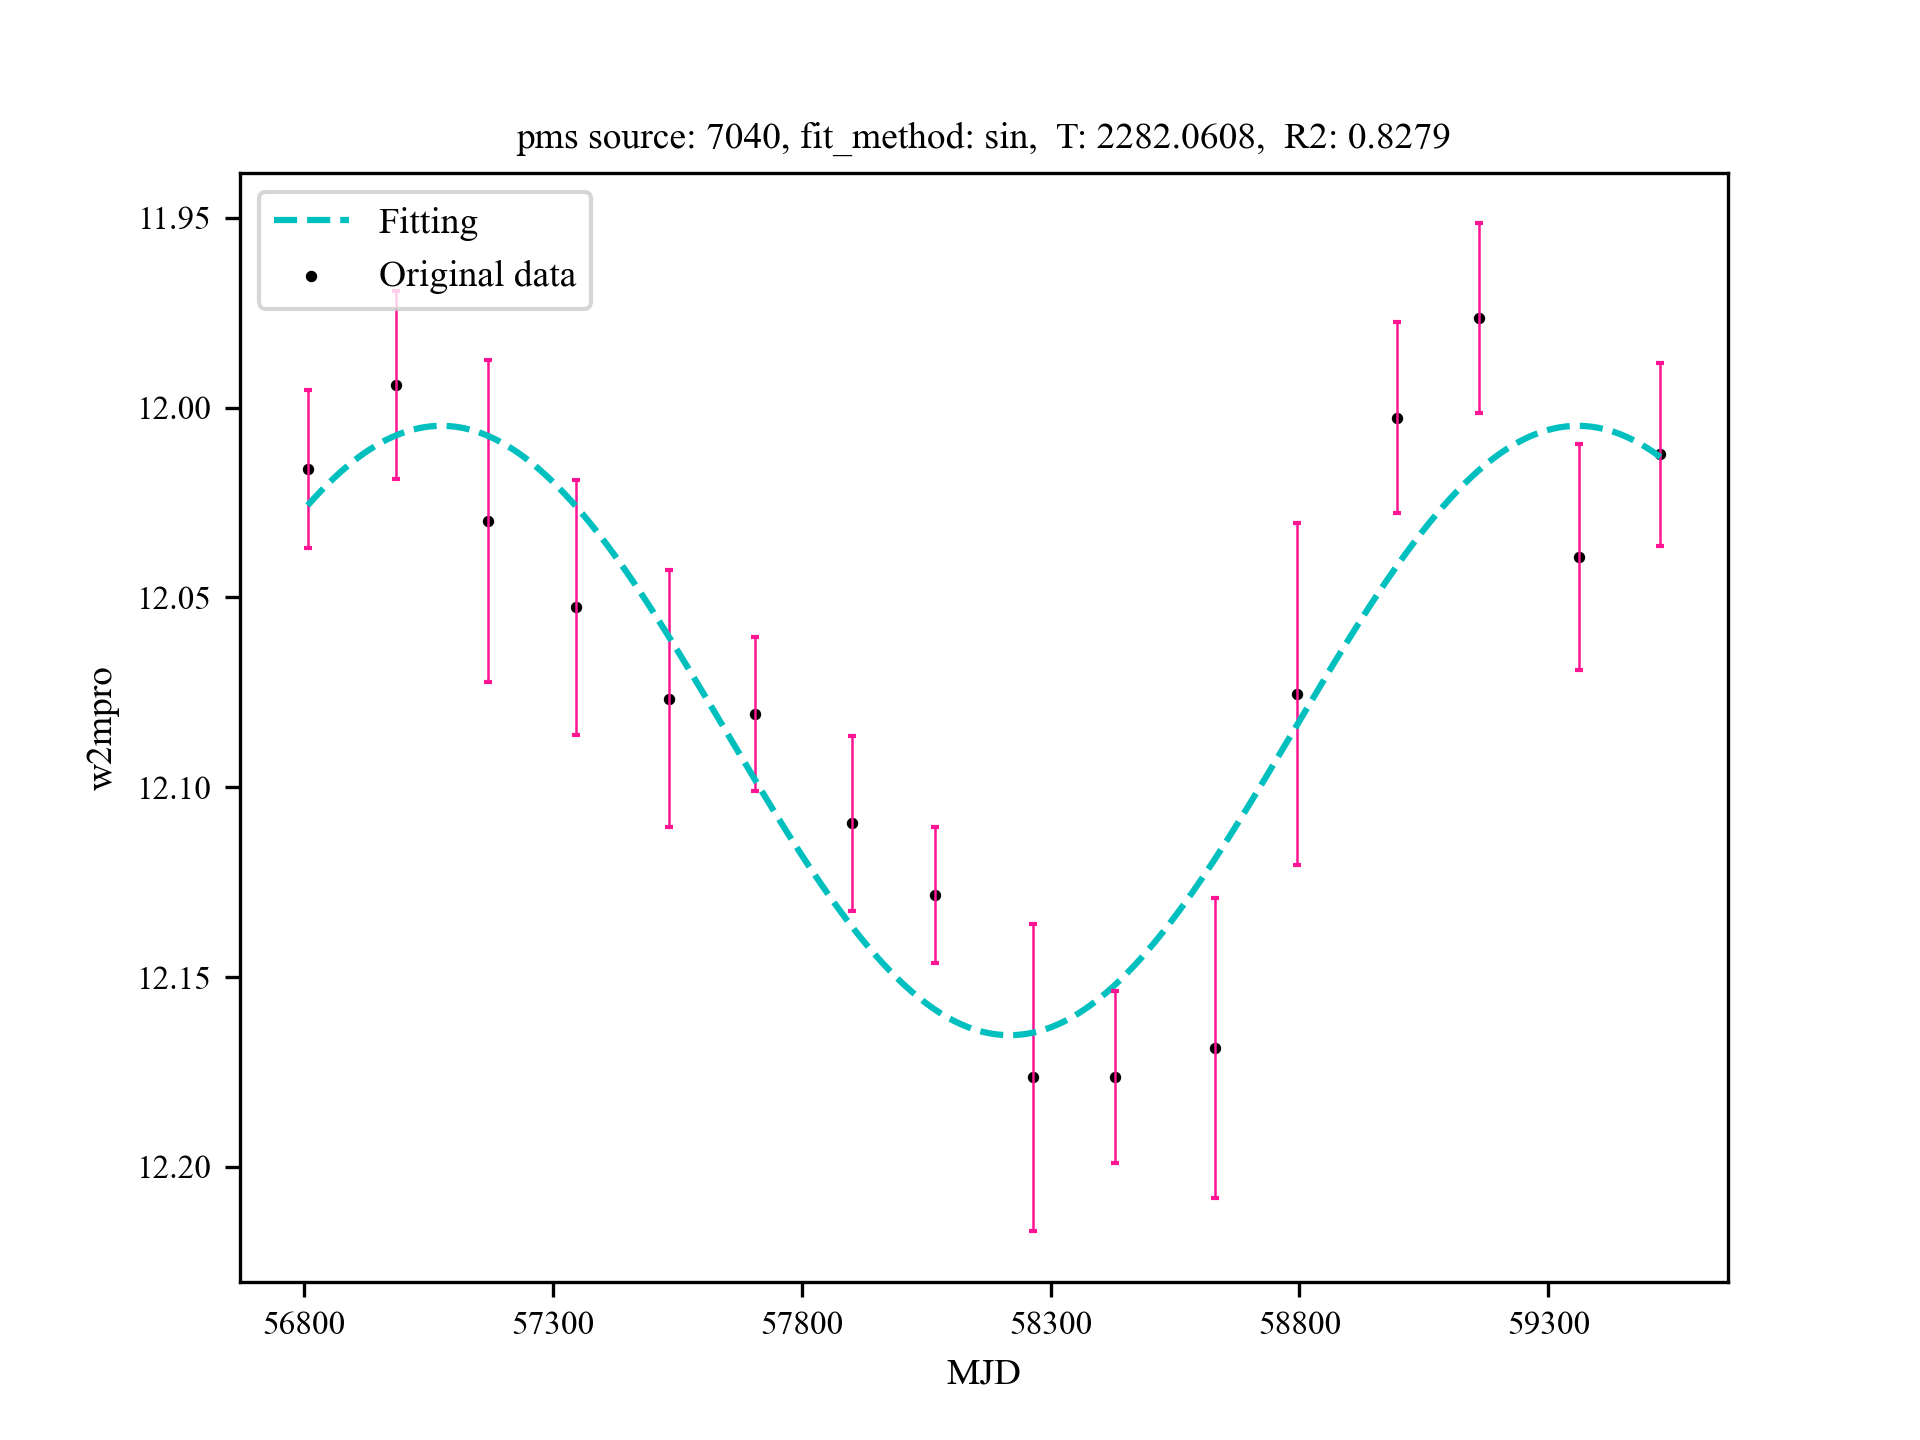 pms source: 7040, fit_method: sin,  T: 2282.0608,  R2: 0.8279
Fitting
Original data
11.95
12.00
12.05
12.10
12.15
12.20
w2mpro
56800 57300 57800 58300 58800 59300
MJD